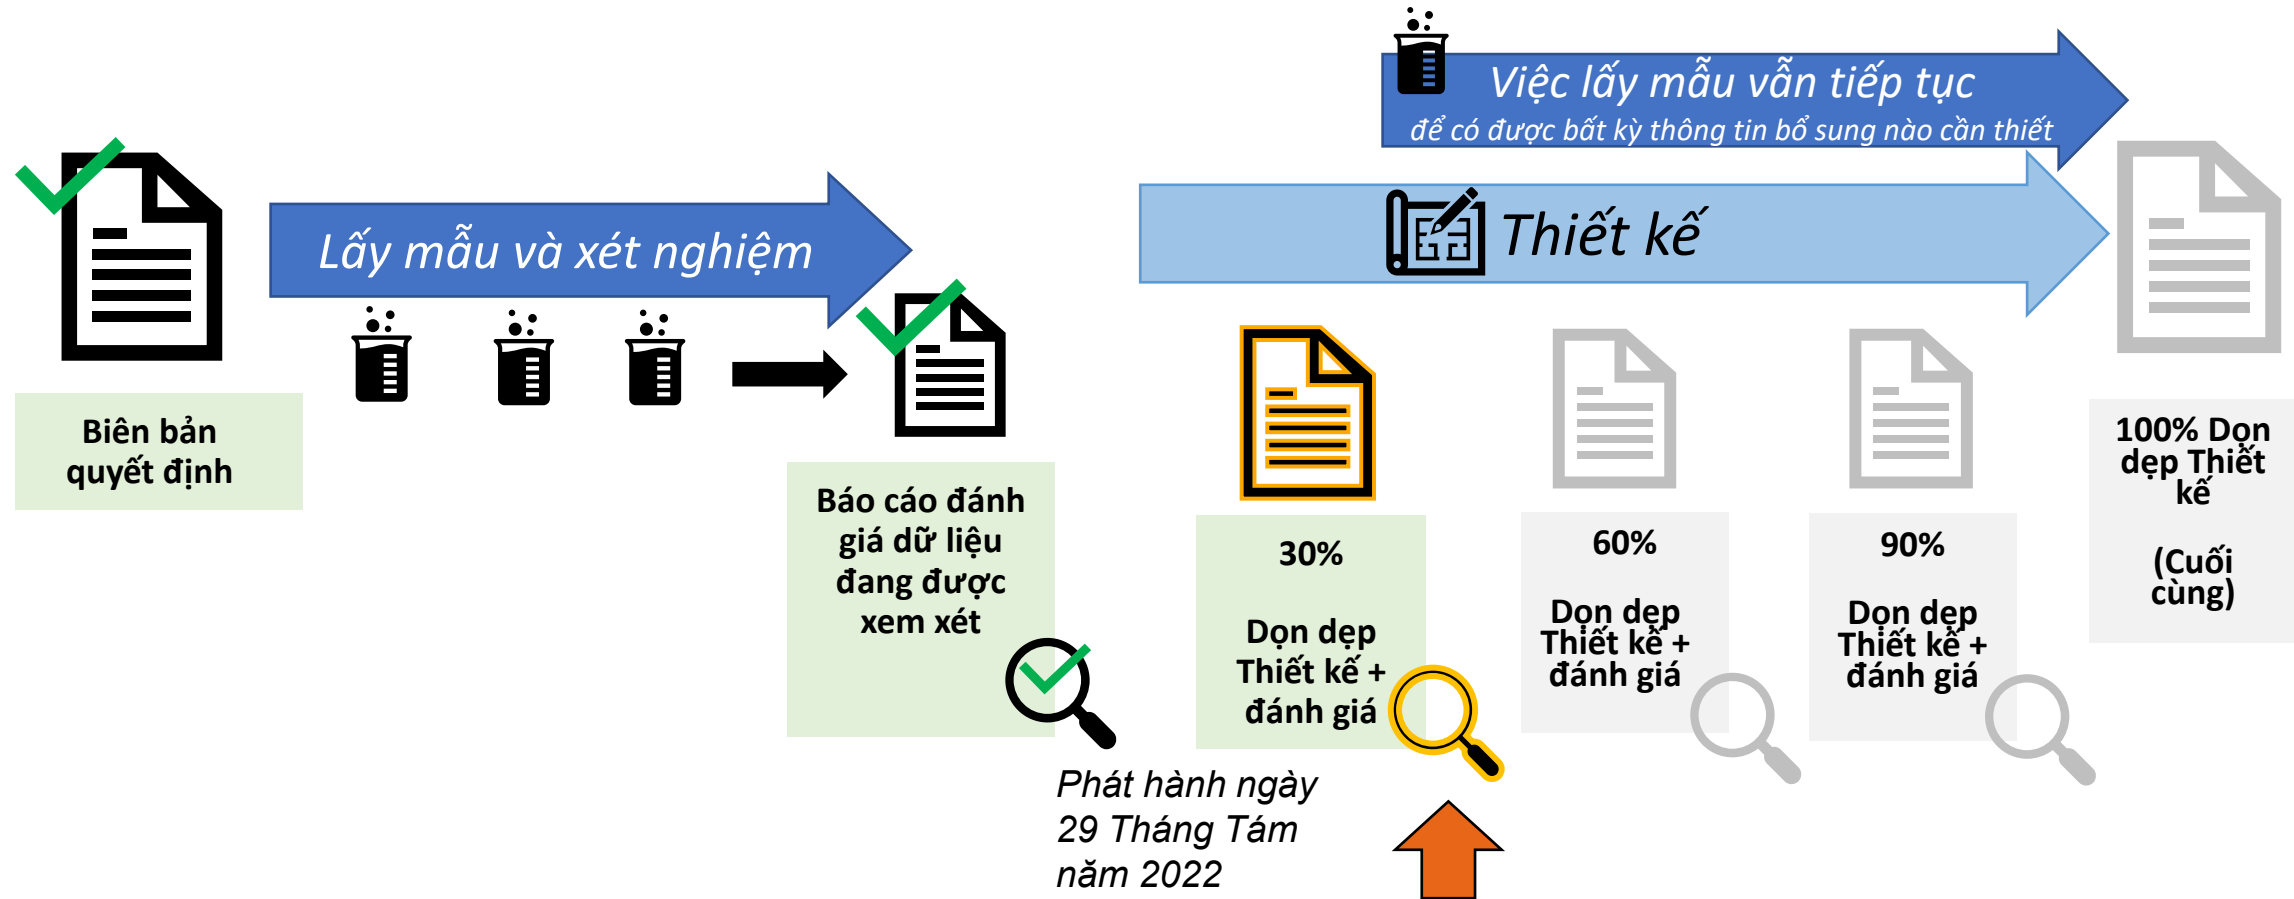 Việc lấy mẫu vẫn tiếp tục
để có được bất kỳ thông tin bổ sung nào cần thiết
Lấy mẫu và xét nghiệm
Thiết kế
Biên bản
quyết định
Báo cáo đánh
giá dữ liệu
đang được
xem xét
Phát hành ngày
29 Tháng Tám
năm 2022
30%
Dọn dẹp
Thiết kế +
đánh giá
60%
Dọn dẹp
Thiết kế +
đánh giá
90%
Dọn dẹp
Thiết kế +
đánh giá
100% Dọn
dẹp Thiết
kế
(Cuối
cùng)